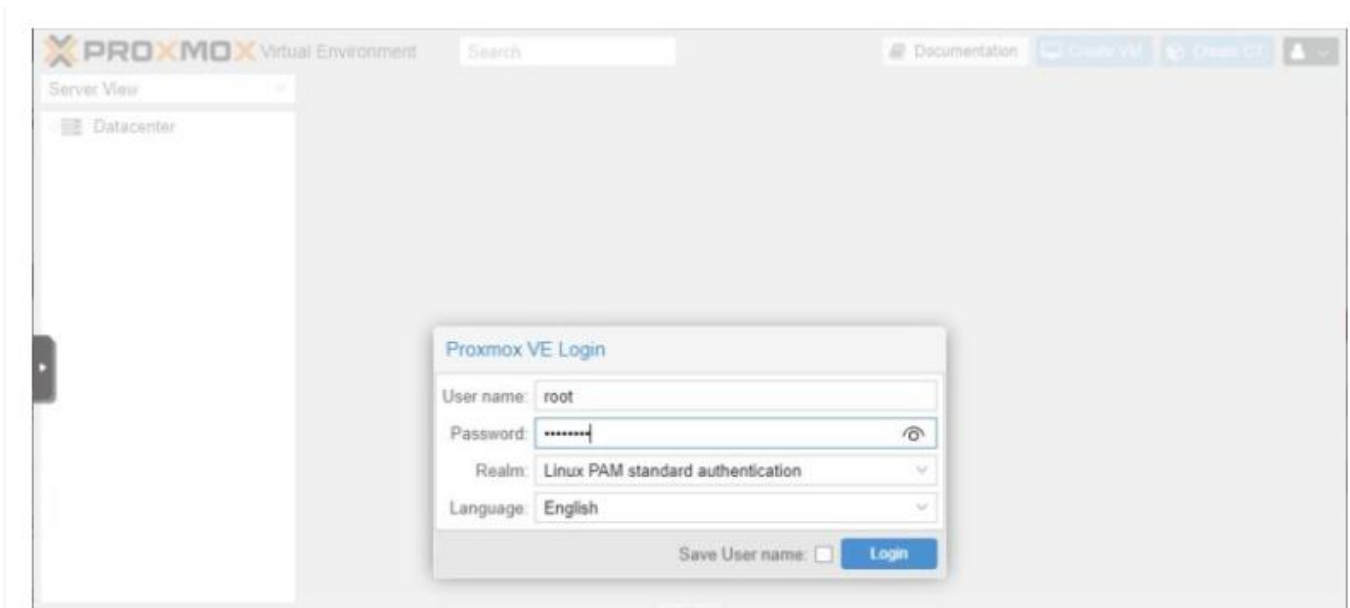 PROXMOX Virtual Environment Search Documentation Create VM Create CT
Server View
Datacenter
Proxmox VE Login
User name: root
Password: ••••••••
Realm: Linux PAM standard authentication
Language: English
Save User name: Login